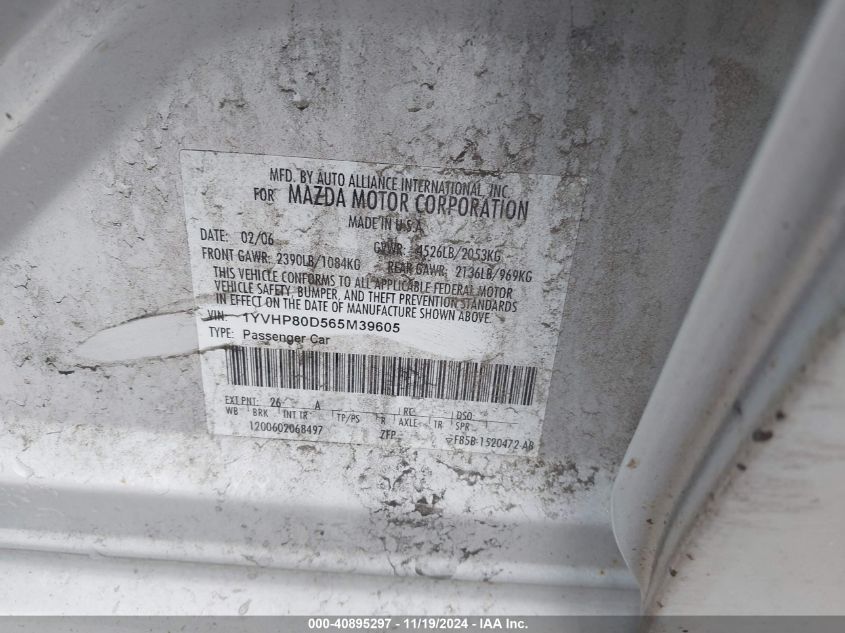 MFD. BY AUTO ALLIANCE INTERNATIONAL, INC.
FOR MAZDA MOTOR CORPORATION
MADE IN U.S.A.
DATE: 02/06 GVWR: 4526LB/2053KG
FRONT GAWR: 2390LB/1084KG REAR GAWR: 2136LB/969KG
THIS VEHICLE CONFORMS TO ALL APPLICABLE FEDERAL MOTOR
VEHICLE SAFETY, BUMPER, AND THEFT PREVENTION STANDARDS
IN EFFECT ON THE DATE OF MANUFACTURE SHOWN ABOVE.
VIN: 1YVHP80D565M39605
TYPE: Passenger Car
EXT PNT: 26 A RC: DSO:
WB BRK INT TR TP/PS R AXLE TR SPR
1200602068497 ZFP F85B-1520472-AB
000-40895297 - 11/19/2024 - IAA Inc.